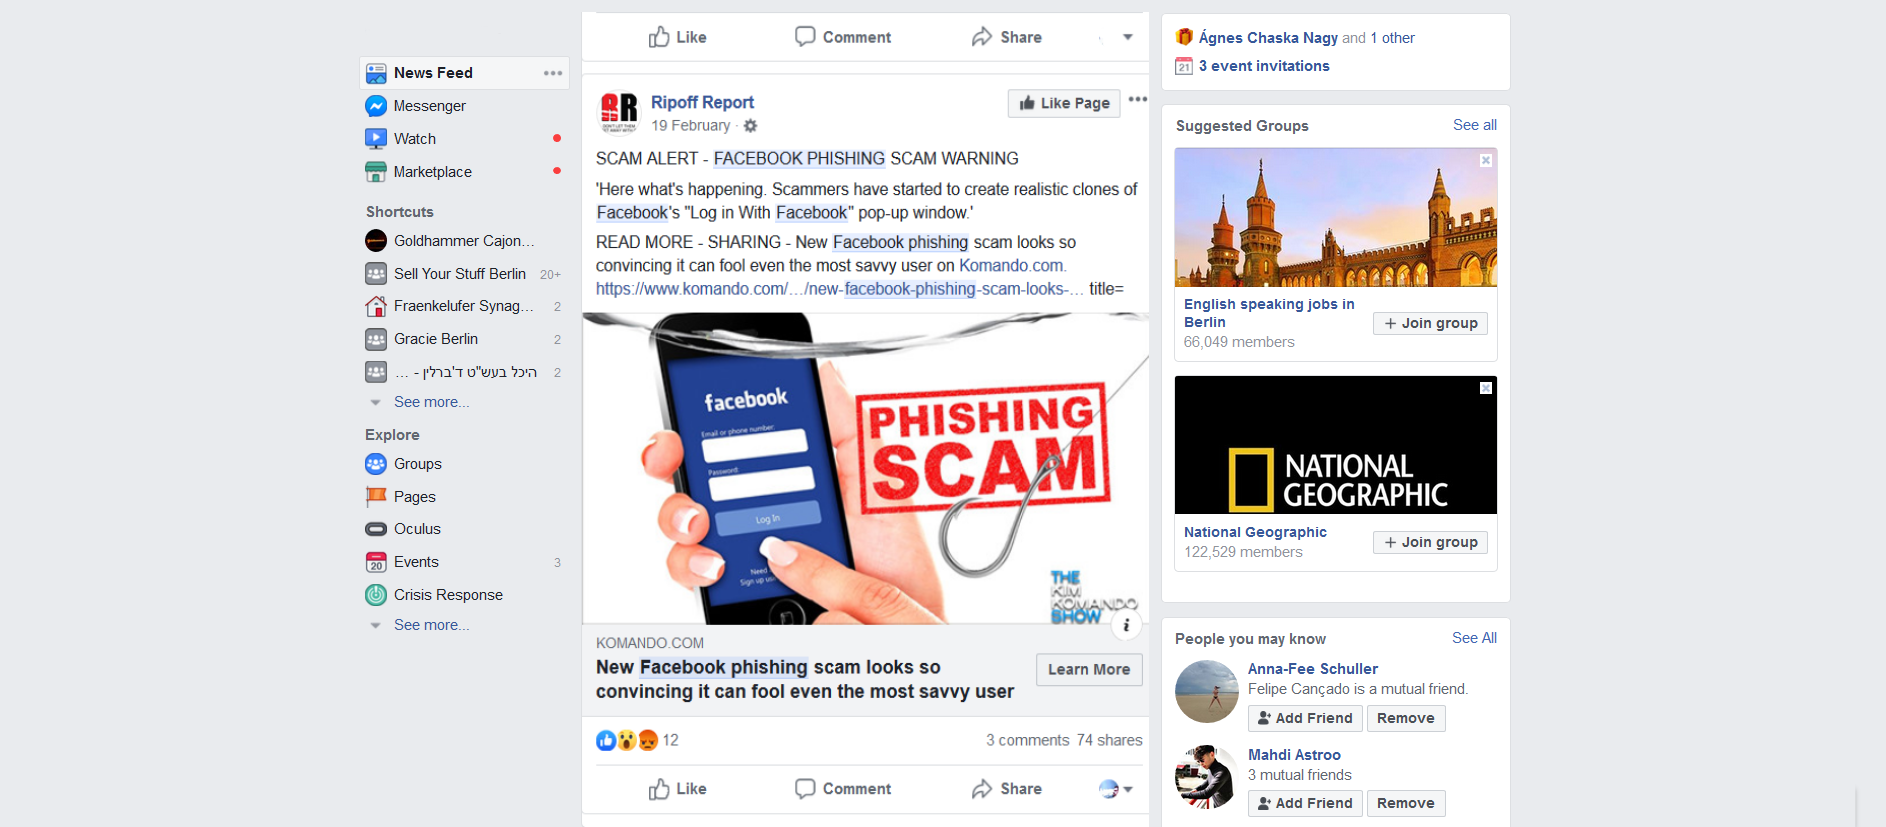 Like
Comment
Share
News Feed
Messenger
Watch
Marketplace
Shortcuts
Goldhammer Cajon...
Sell Your Stuff Berlin 20+
Fraenkelufer Synag... 2
Gracie Berlin 2
היכל בעש"ט ד'ברלין - ... 2
See more...
Explore
Groups
Pages
Oculus
20
Events 3
Crisis Response
See more...
RR
Ripoff Report
19 February ·
Like Page
SCAM ALERT - FACEBOOK PHISHING SCAM WARNING
'Here what's happening. Scammers have started to create realistic clones of
Facebook's "Log in With Facebook" pop-up window.'
READ MORE - SHARING - New Facebook phishing scam looks so
convincing it can fool even the most savvy user on Komando.com.
https://www.komando.com/…/new-facebook-phishing-scam-looks-… title=
facebook
Email or phone number:
Password:
Log In
Need
Sign up
PHISHING
SCAM
THE
KIM
KOMANDO
SHOW
i
KOMANDO.COM
New Facebook phishing scam looks so
convincing it can fool even the most savvy user
Learn More
12
3 comments 74 shares
Like
Comment
Share
Ágnes Chaska Nagy and 1 other
21
3 event invitations
Suggested Groups
See all
English speaking jobs in
Berlin
66,049 members
+ Join group
NATIONAL
GEOGRAPHIC
National Geographic
122,529 members
+ Join group
People you may know
See All
Anna-Fee Schuller
Felipe Cançado is a mutual friend.
Add Friend
Remove
Mahdi Astroo
3 mutual friends
Add Friend
Remove